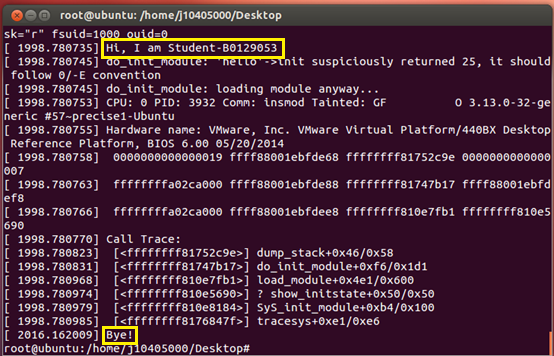 root@ubuntu: /home/j10405000/Desktop
sk="r" fsuid=1000 ouid=0
[ 1998.780735] Hi, I am Student-B0129053
[ 1998.780745] do_init_module: 'hello'->init suspiciously returned 25, it should
 follow 0/-E convention
[ 1998.780745] do_init_module: loading module anyway...
[ 1998.780753] CPU: 0 PID: 3932 Comm: insmod Tainted: GF          O 3.13.0-32-ge
neric #57~precise1-Ubuntu
[ 1998.780755] Hardware name: VMware, Inc. VMware Virtual Platform/440BX Desktop
 Reference Platform, BIOS 6.00 05/20/2014
[ 1998.780758]  0000000000000019 ffff88001ebfde68 ffffffff81752c9e 0000000000000
007
[ 1998.780763]  ffffffffa02ca000 ffff88001ebfde88 ffffffff81747b17 ffff88001ebfd
ef8
[ 1998.780766]  ffffffffa02ca000 ffff88001ebfdee8 ffffffff810e7fb1 ffffffff810e5
690
[ 1998.780770] Call Trace:
[ 1998.780823]  [<ffffffff81752c9e>] dump_stack+0x46/0x58
[ 1998.780831]  [<ffffffff81747b17>] do_init_module+0xf6/0x1d1
[ 1998.780968]  [<ffffffff810e7fb1>] load_module+0x4e1/0x600
[ 1998.780974]  [<ffffffff810e5690>] ? show_initstate+0x50/0x50
[ 1998.780979]  [<ffffffff810e8184>] SyS_init_module+0xb4/0x100
[ 1998.780985]  [<ffffffff8176847f>] tracesys+0xe1/0xe6
[ 2016.162009] Bye!
root@ubuntu:/home/j10405000/Desktop#